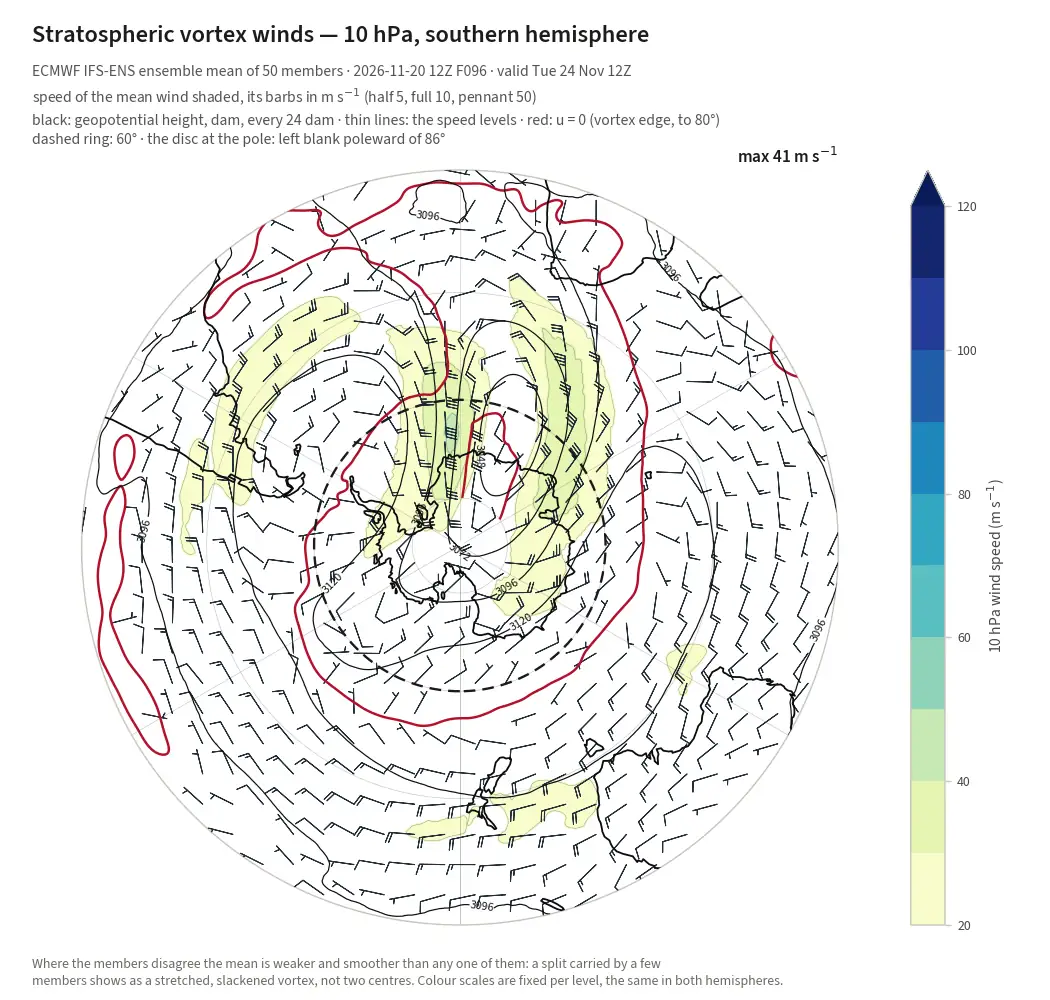 Stratospheric vortex winds — 10 hPa, southern hemisphere
ECMWF IFS-ENS ensemble mean of 50 members · 2026-11-20 12Z F096 · valid Tue 24 Nov 12Z
speed of the mean wind shaded, its barbs in m s⁻¹ (half 5, full 10, pennant 50)
black: geopotential height, dam, every 24 dam · thin lines: the speed levels · red: u = 0 (vortex edge, to 80°)
dashed ring: 60° · the disc at the pole: left blank poleward of 86°
max 41 m s⁻¹
3096
3096
3096
3096
3120
3096
3120
3096
3096
120
100
80
60
40
20
10 hPa wind speed (m s⁻¹)
Where the members disagree the mean is weaker and smoother than any one of them: a split carried by a few
members shows as a stretched, slackened vortex, not two centres. Colour scales are fixed per level, the same in both hemispheres.